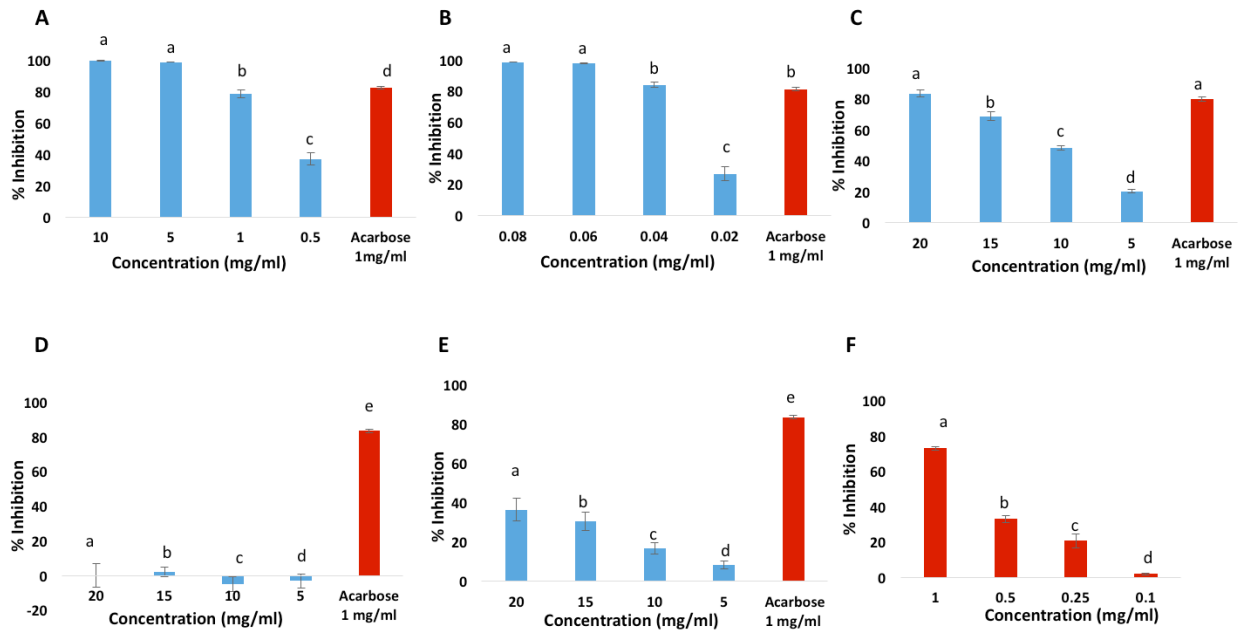 A
% Inhibition
100
80
60
40
20
0
a
a
b
c
d
10 5 1 0.5 Acarbose
1mg/ml
Concentration (mg/ml)
B
% Inhibition
100
80
60
40
20
0
a
a
b
c
b
0.08 0.06 0.04 0.02 Acarbose
1 mg/ml
Concentration (mg/ml)
C
% Inhibition
100
80
60
40
20
0
a
b
c
d
a
20 15 10 5 Acarbose
1 mg/ml
Concentration (mg/ml)
D
% Inhibition
100
80
60
40
20
0
-20
a
b
c
d
e
20 15 10 5 Acarbose
1 mg/ml
Concentration (mg/ml)
E
% Inhibition
100
80
60
40
20
0
a
b
c
d
e
20 15 10 5 Acarbose
1 mg/ml
Concentration (mg/ml)
F
% Inhibition
100
80
60
40
20
0
a
b
c
d
1 0.5 0.25 0.1
Concentration (mg/ml)